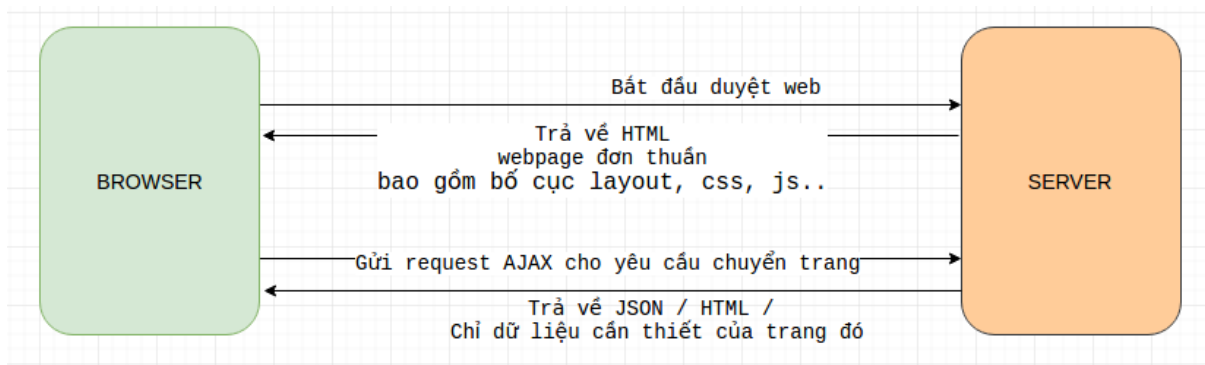 Bắt đầu duyệt web
Trả về HTML
webpage đơn thuần
bao gồm bố cục layout, css, js..
BROWSER
SERVER
Gửi request AJAX cho yêu cầu chuyển trang
Trả về JSON / HTML /
Chỉ dữ liệu cần thiết của trang đó